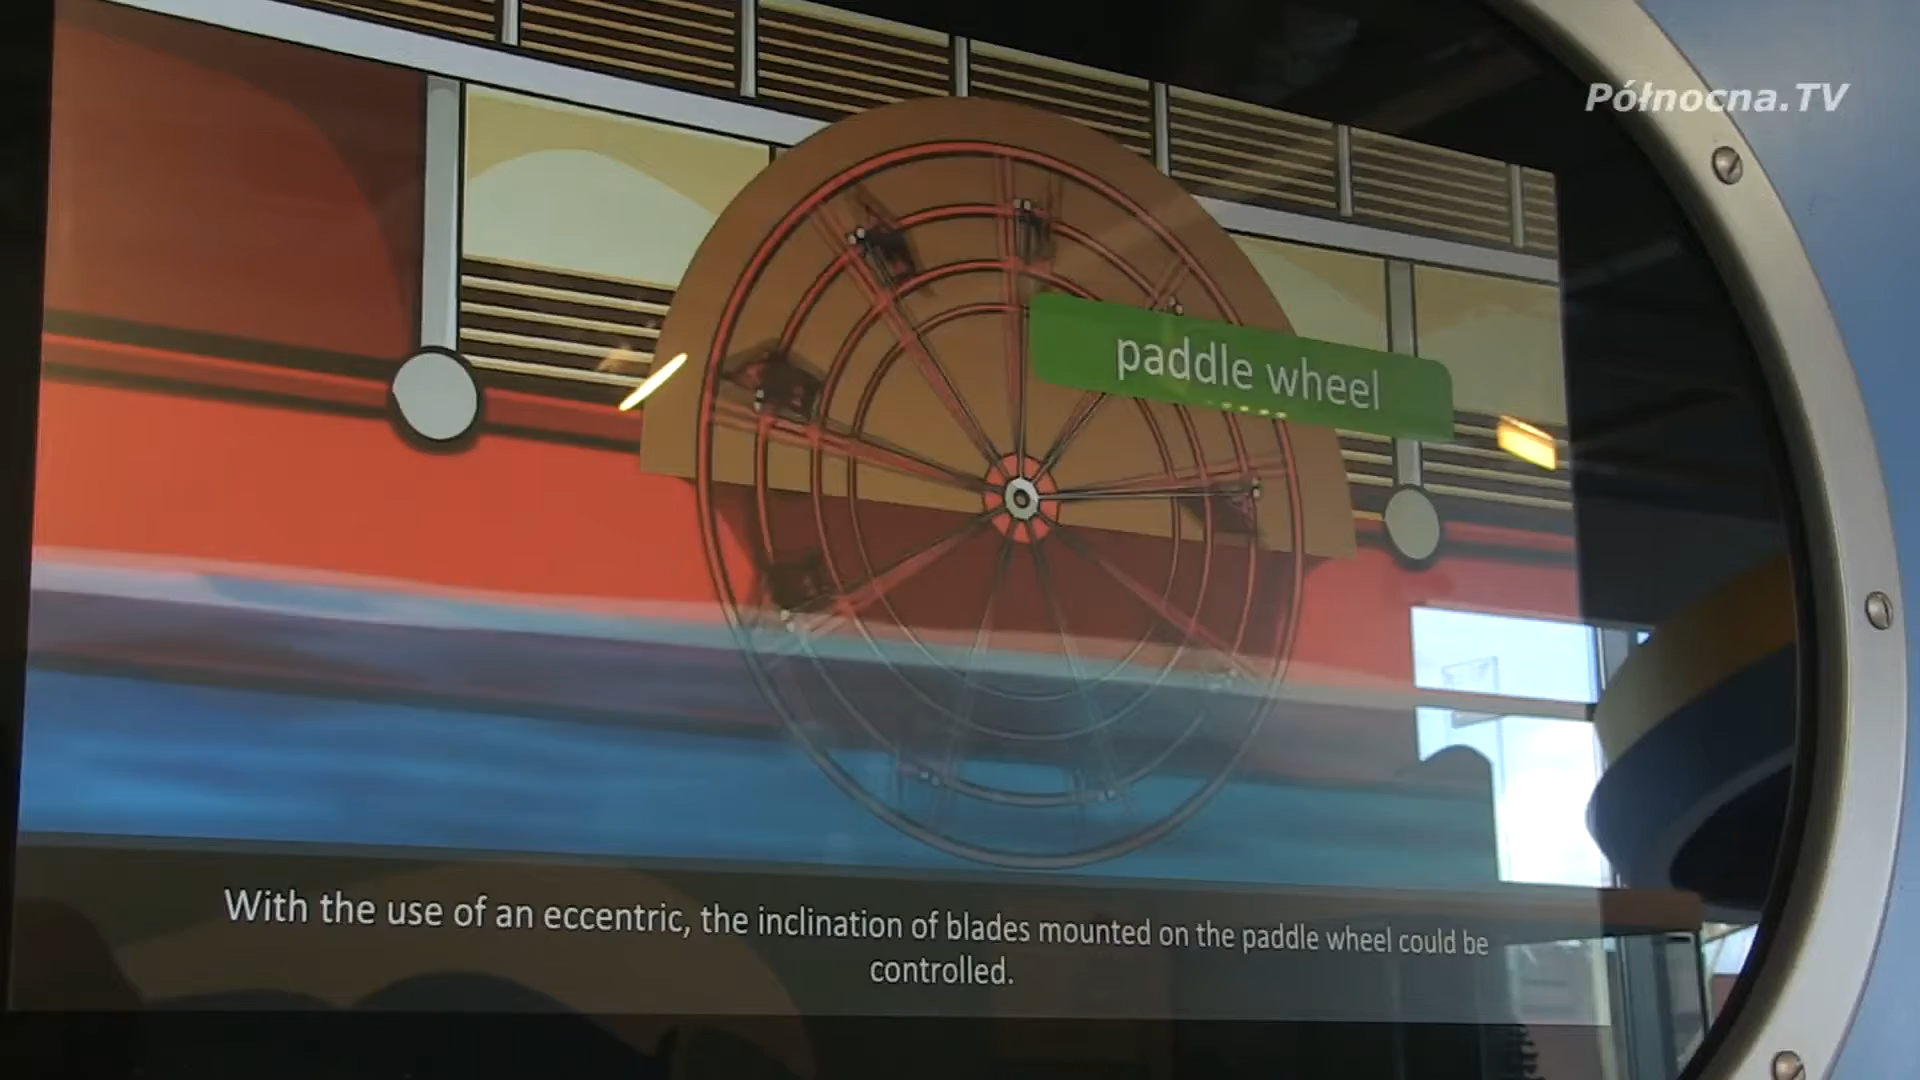 Północna.TV
paddle wheel
With the use of an eccentric, the inclination of blades mounted on the paddle wheel could be
controlled.